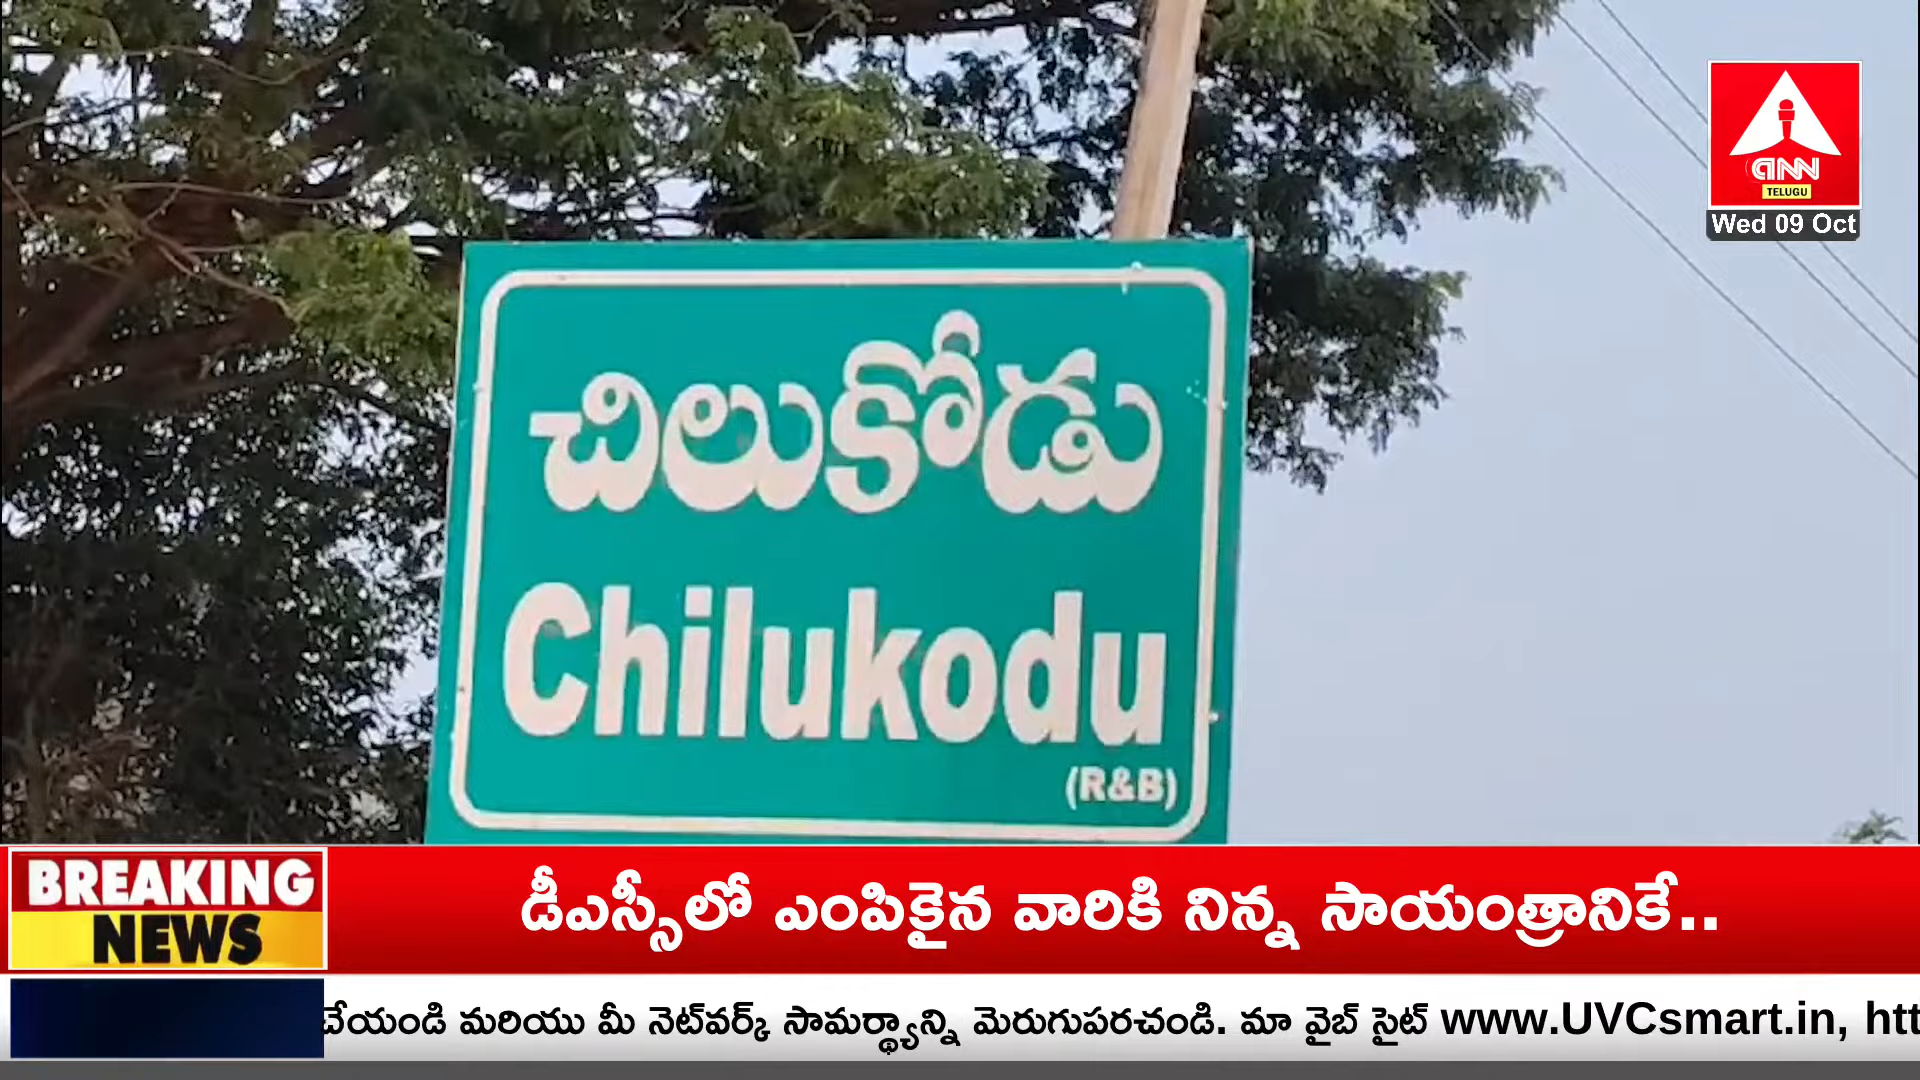 ANN
TELUGU
Wed 09 Oct
చిలుకోడు
Chilukodu
(R&B)
BREAKING
NEWS
డీఎస్సీలో ఎంపికైన వారికి నిన్న సాయంత్రానికే..
చేయండి మరియు మీ నెట్‌వర్క్ సామర్థ్యాన్ని మెరుగుపరచండి. మా వైబ్ సైట్ www.UVCsmart.in, htt